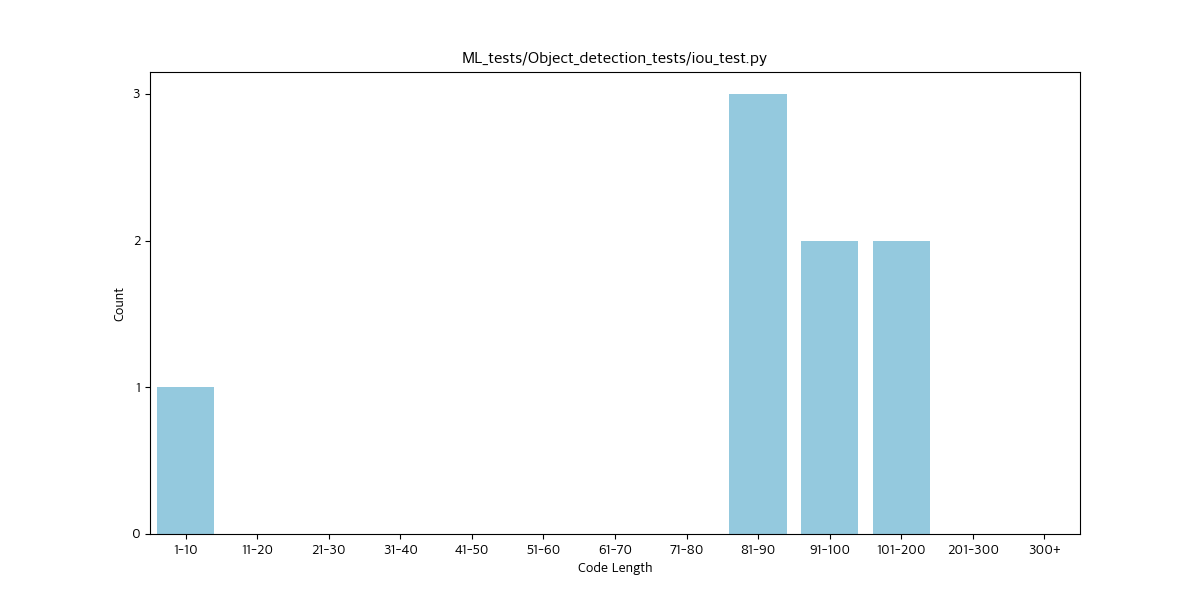 ML_tests/Object_detection_tests/iou_test.py
3
2
1
0
Count
1-10 11-20 21-30 31-40 41-50 51-60 61-70 71-80 81-90 91-100 101-200 201-300 300+
Code Length